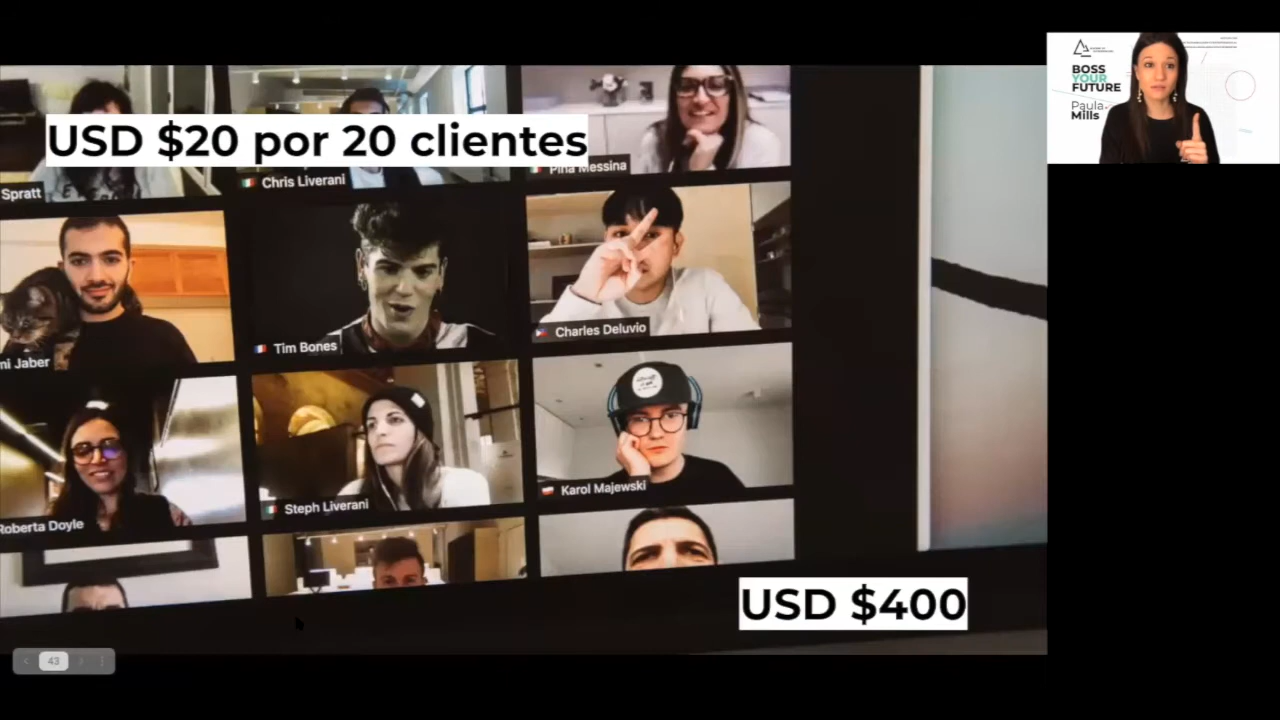 BOSS
YOUR
FUTURE
Paula
Mills
USD $20 por 20 clientes
Spratt
Chris Liverani
Pina Messina
mi Jaber
Tim Bones
Charles Deluvio
Roberta Doyle
Steph Liverani
Karol Majewski
USD $400
43